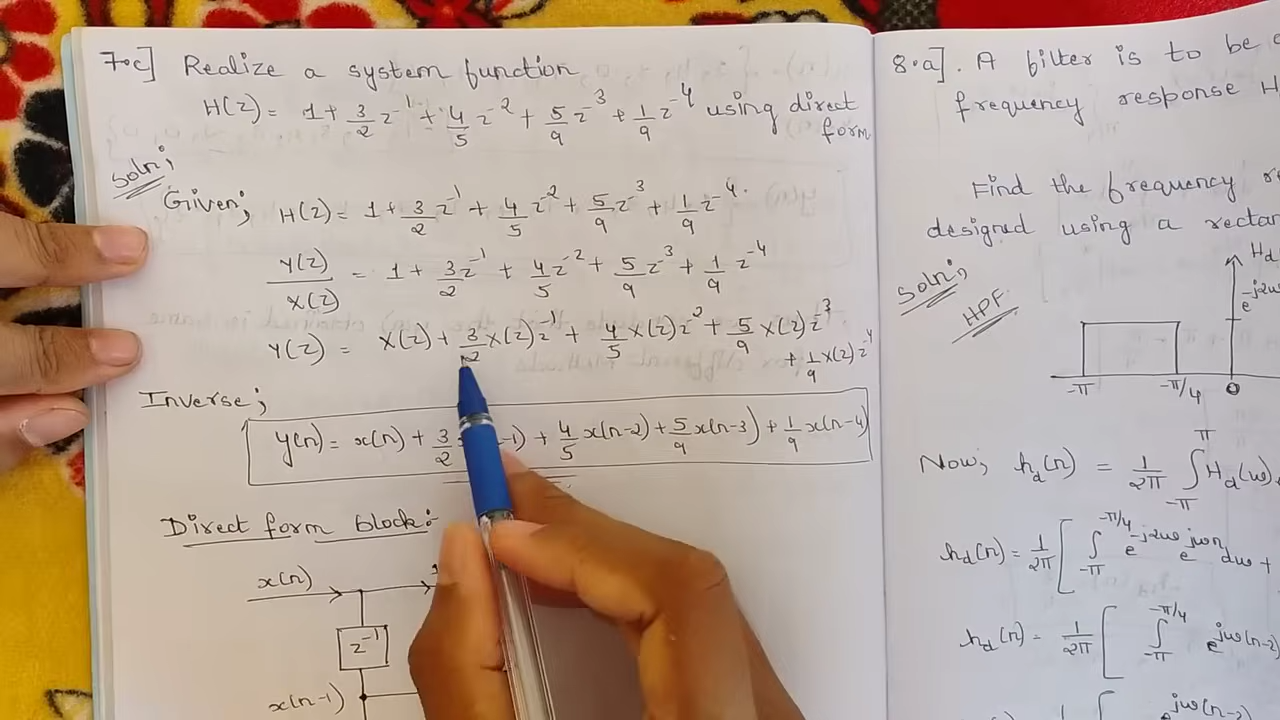 7.c] Realize a system function
H(z) = 1 + 3/2 z⁻¹ + 4/5 z⁻² + 5/9 z⁻³ + 1/9 z⁻⁴ using direct
form
Soln;
Given; H(z) = 1 + 3/2 z⁻¹ + 4/5 z⁻² + 5/9 z⁻³ + 1/9 z⁻⁴.
Y(z)/X(z) = 1 + 3/2 z⁻¹ + 4/5 z⁻² + 5/9 z⁻³ + 1/9 z⁻⁴
Y(z) = X(z) + 3/2 X(z) z⁻¹ + 4/5 X(z) z⁻² + 5/9 X(z) z⁻³
+ 1/9 X(z) z⁻⁴
Inverse;
y(n) = x(n) + 3/2 -1) + 4/5 x(n-2) + 5/9 x(n-3) + 1/9 x(n-4)
Direct form block:-
x(n)
z⁻¹
x(n-1)
8.a]. A filter is to be
frequency response H
Find the frequency
designed using a
Soln;
HPF
Hd
e^-j2ω
-π -π/4 0
Now; hd(n) = 1/2π ∫_-π^π Hd(ω)
hd(n) = 1/2π [ ∫_-π^-π/4 e^-j2ω e^jωn dω +
hd(n) = 1/2π [ ∫_-π^-π/4 e^jω(n-2)
e^jω(n-2)